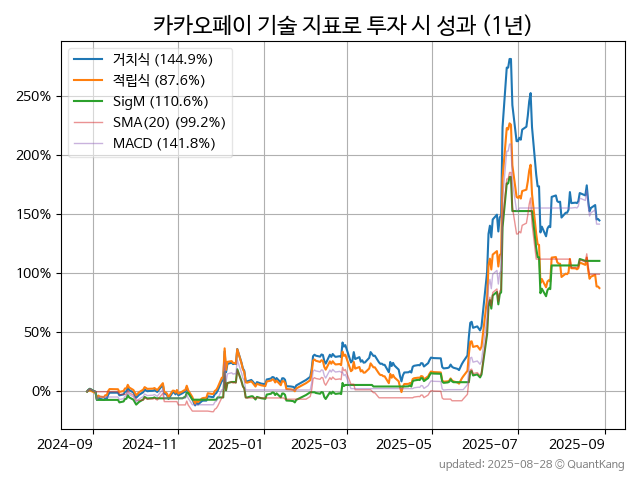 카카오페이 기술 지표로 투자 시 성과 (1년)
거치식 (144.9%)
적립식 (87.6%)
SigM (110.6%)
SMA(20) (99.2%)
MACD (141.8%)
250%
200%
150%
100%
50%
0%
2024-09 2024-11 2025-01 2025-03 2025-05 2025-07 2025-09
updated: 2025-08-28 © QuantKang